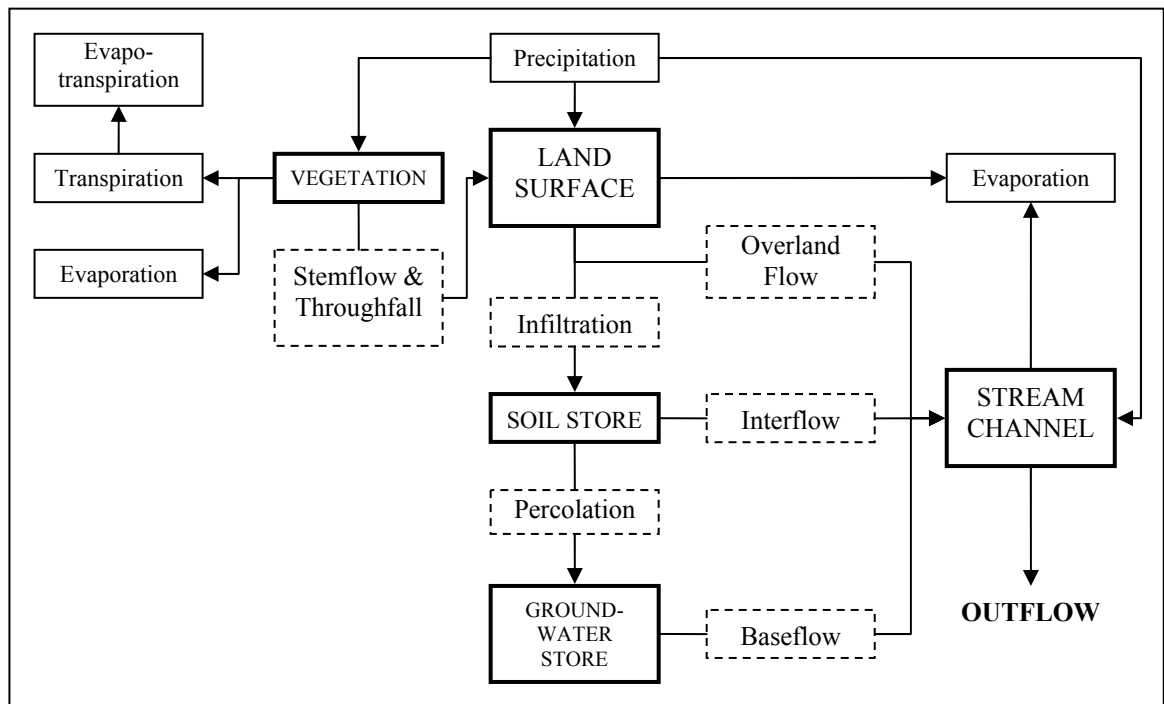 Evapo-
transpiration
Precipitation
Transpiration
VEGETATION
LAND
SURFACE
Evaporation
Evaporation
Stemflow &
Throughfall
Overland
Flow
Infiltration
SOIL STORE
Interflow
STREAM
CHANNEL
Percolation
GROUND-
WATER
STORE
Baseflow
OUTFLOW